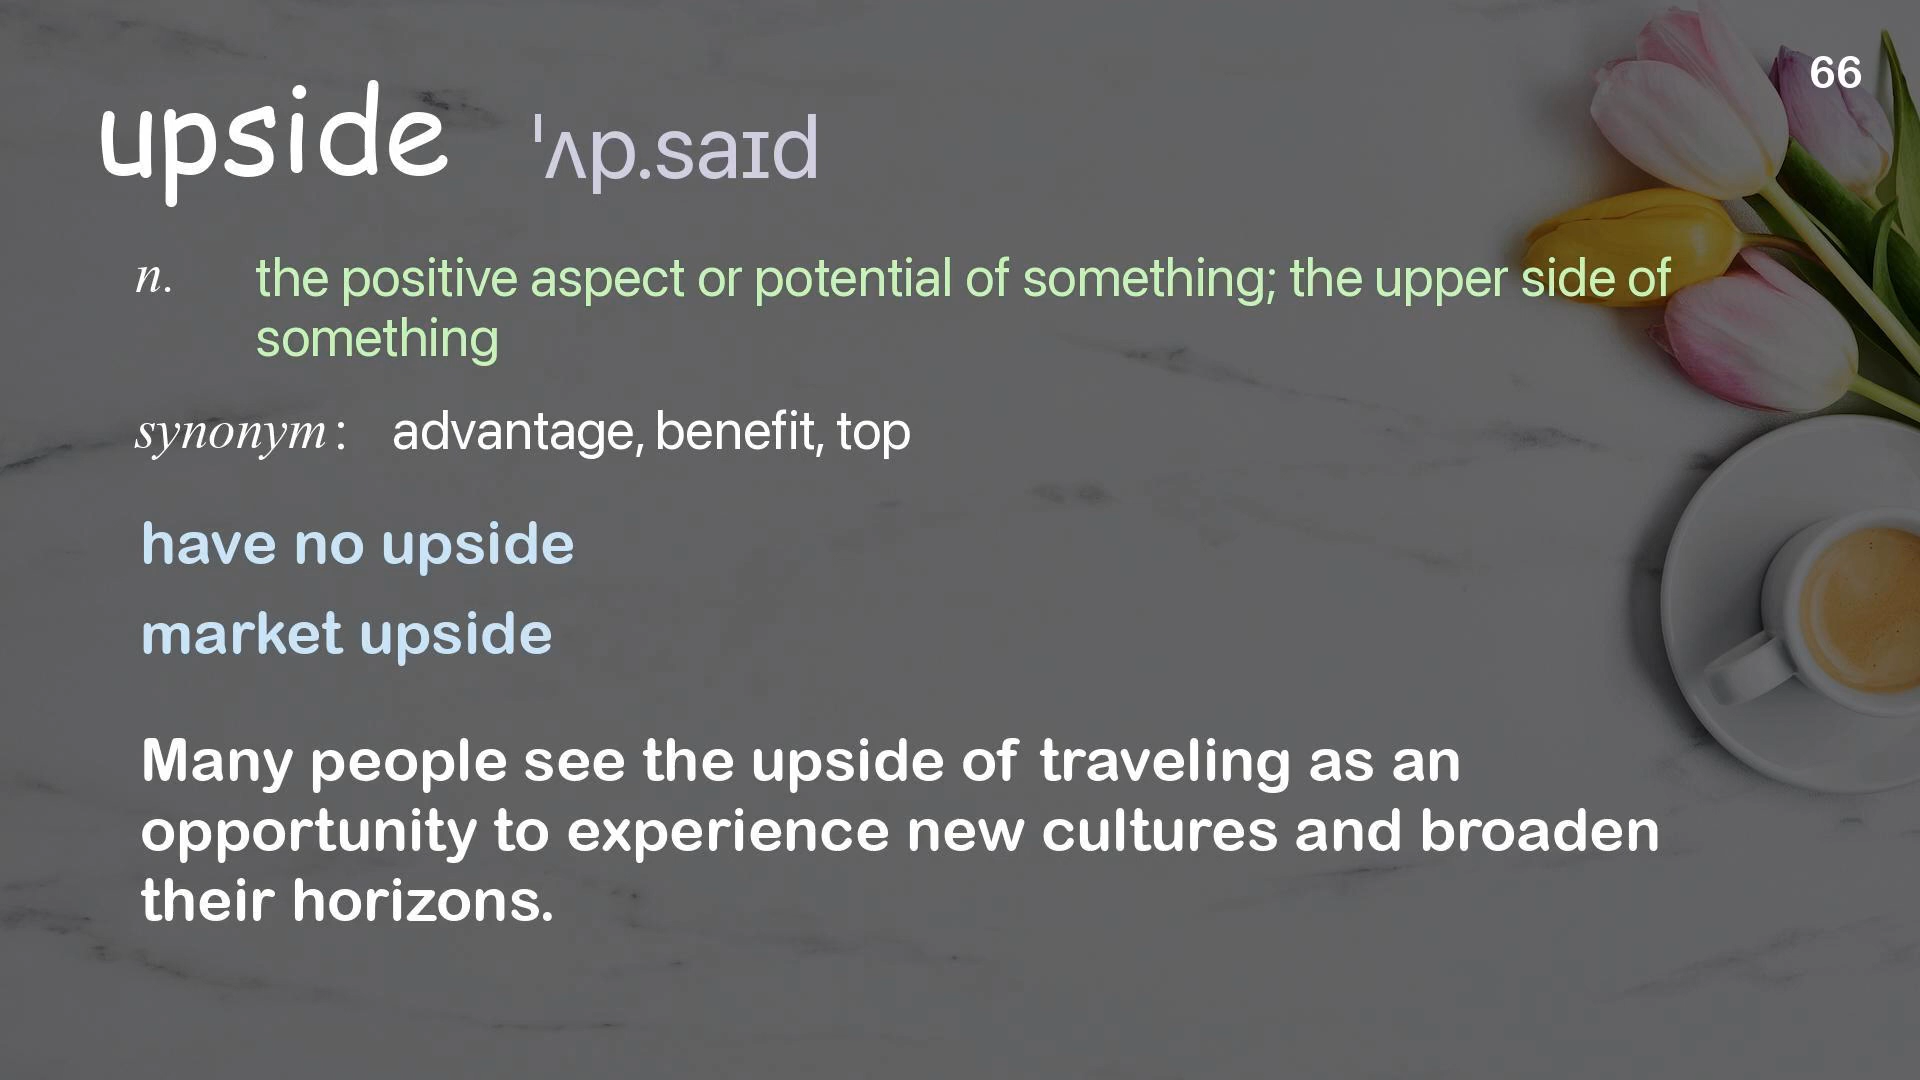 66
upside ˈʌp.saɪd
n. the positive aspect or potential of something; the upper side of
something
synonym: advantage, benefit, top
have no upside
market upside
Many people see the upside of traveling as an
opportunity to experience new cultures and broaden
their horizons.